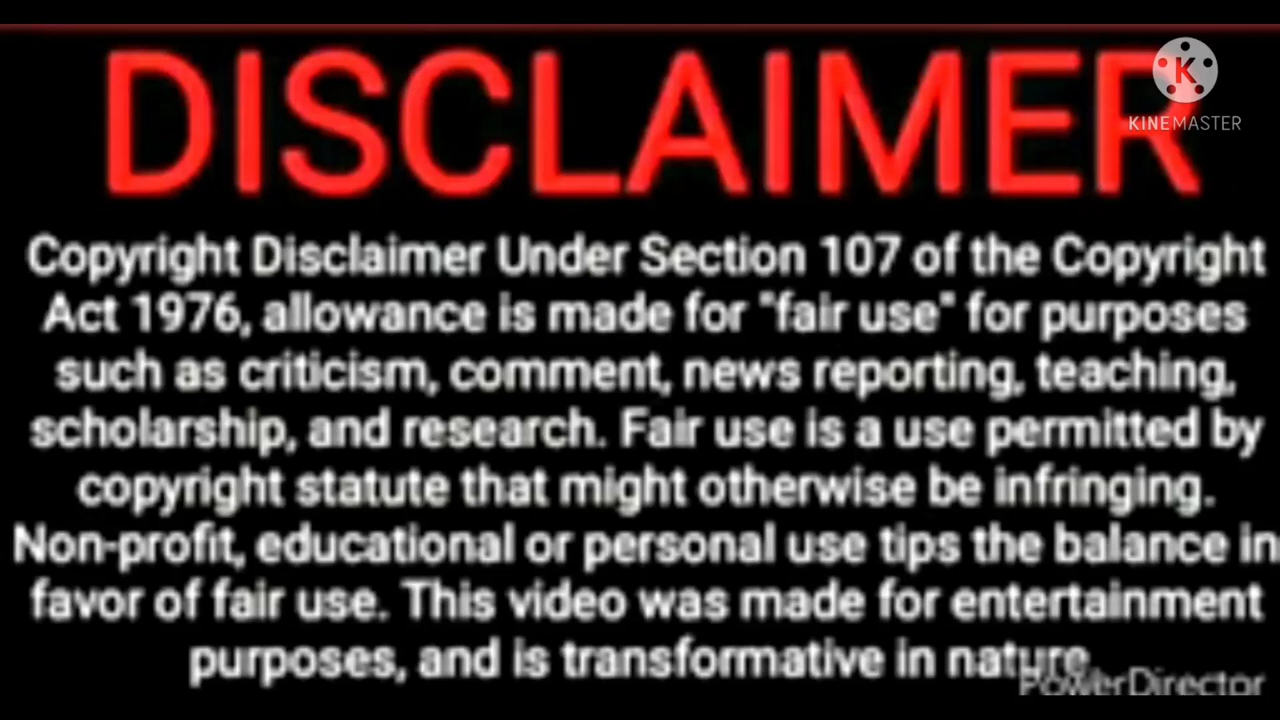 DISCLAIMER
K
KINEMASTER
Copyright Disclaimer Under Section 107 of the Copyright
Act 1976, allowance is made for "fair use" for purposes
such as criticism, comment, news reporting, teaching,
scholarship, and research. Fair use is a use permitted by
copyright statute that might otherwise be infringing.
Non-profit, educational or personal use tips the balance in
favor of fair use. This video was made for entertainment
purposes, and is transformative in nature
PowerDirector